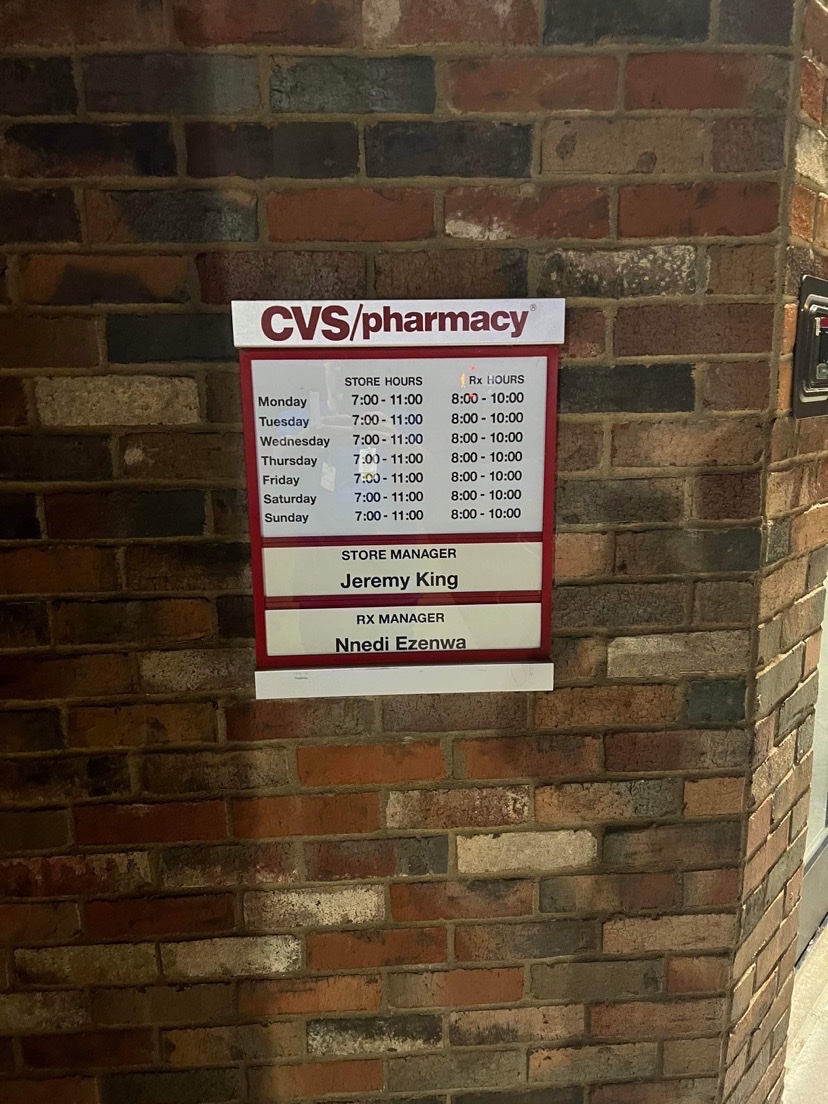 CVS/pharmacy®
STORE HOURS Rx HOURS
Monday 7:00 - 11:00 8:00 - 10:00
Tuesday 7:00 - 11:00 8:00 - 10:00
Wednesday 7:00 - 11:00 8:00 - 10:00
Thursday 7:00 - 11:00 8:00 - 10:00
Friday 7:00 - 11:00 8:00 - 10:00
Saturday 7:00 - 11:00 8:00 - 10:00
Sunday 7:00 - 11:00 8:00 - 10:00
STORE MANAGER
Jeremy King
RX MANAGER
Nnedi Ezenwa